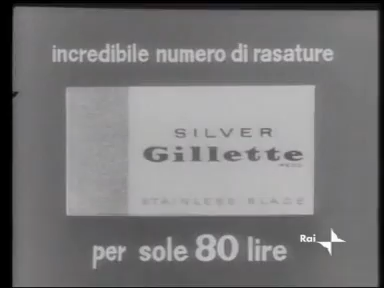 incredibile numero di rasature
SILVER
Gillette
STAINLESS BLADE
per sole 80 lire
Rai